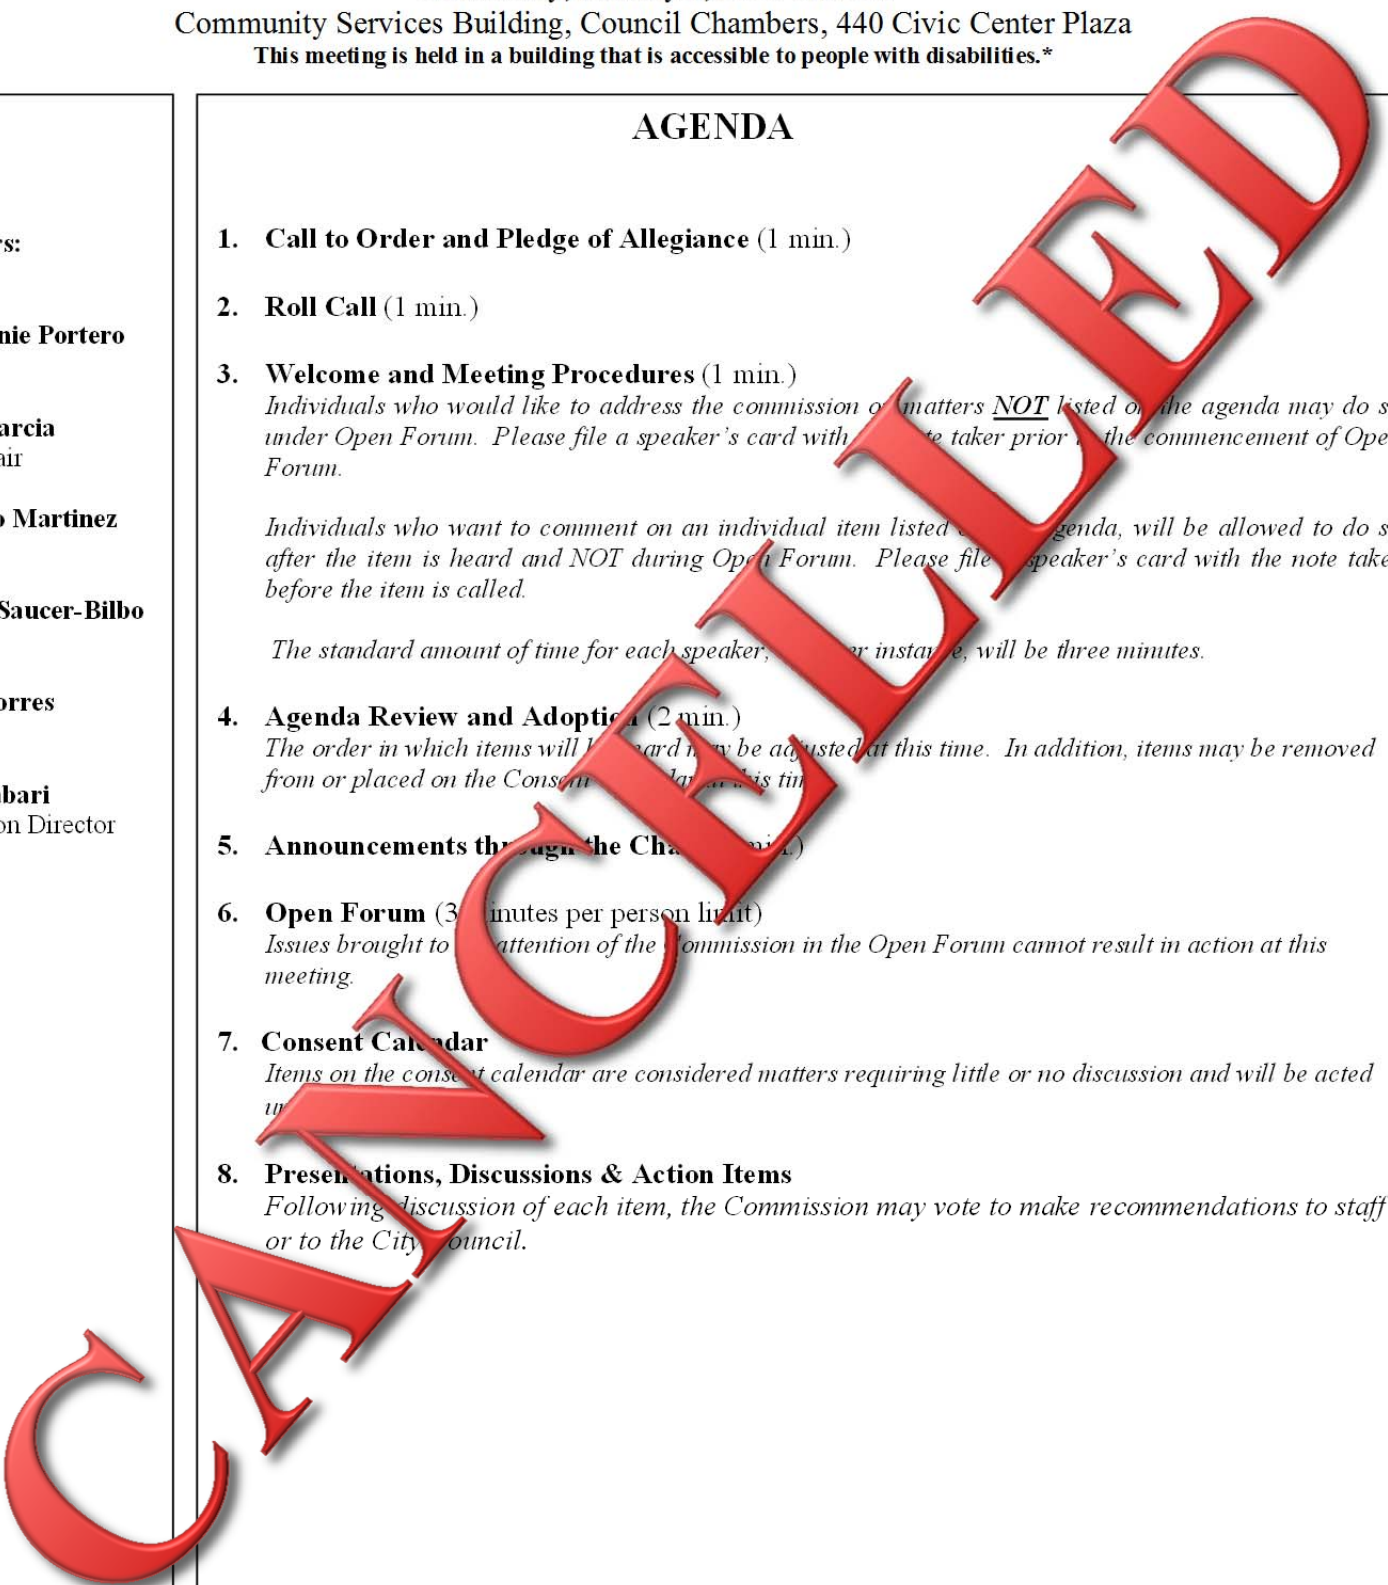 Community Services Building, Council Chambers, 440 Civic Center Plaza
This meeting is held in a building that is accessible to people with disabilities.*
rs:
nie Portero
arcia
air
o Martinez
Saucer-Bilbo
orres
bari
on Director
AGENDA
1. Call to Order and Pledge of Allegiance (1 min.)
2. Roll Call (1 min.)
3. Welcome and Meeting Procedures (1 min.)
Individuals who would like to address the commission on matters NOT listed on the agenda may do s
under Open Forum. Please file a speaker's card with taker prior the commencement of Ope
Forum.
Individuals who want to comment on an individual item listed agenda, will be allowed to do s
after the item is heard and NOT during Open Forum. Please file speaker's card with the note take
before the item is called.
The standard amount of time for each speaker, instance, will be three minutes.
4. Agenda Review and Adoption (2 min.)
The order in which items will heard may be adjusted at this time. In addition, items may be removed
from or placed on the Consent this time
5. Announcements through the Cha min.)
6. Open Forum (3 minutes per person limit)
Issues brought to attention of the Commission in the Open Forum cannot result in action at this
meeting.
7. Consent Calendar
Items on the consent calendar are considered matters requiring little or no discussion and will be acted
8. Presentations, Discussions & Action Items
Following discussion of each item, the Commission may vote to make recommendations to staff
or to the City Council.
CANCELLED